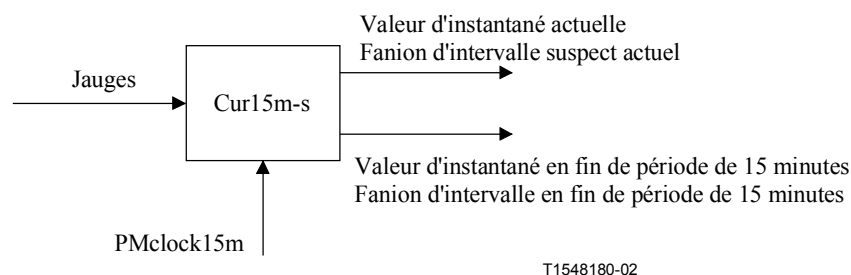 Valeur d'instantané actuelle
Fanion d'intervalle suspect actuel
Jauges
Cur15m-s
Valeur d'instantané en fin de période de 15 minutes
Fanion d'intervalle en fin de période de 15 minutes
PMclock15m
T1548180-02